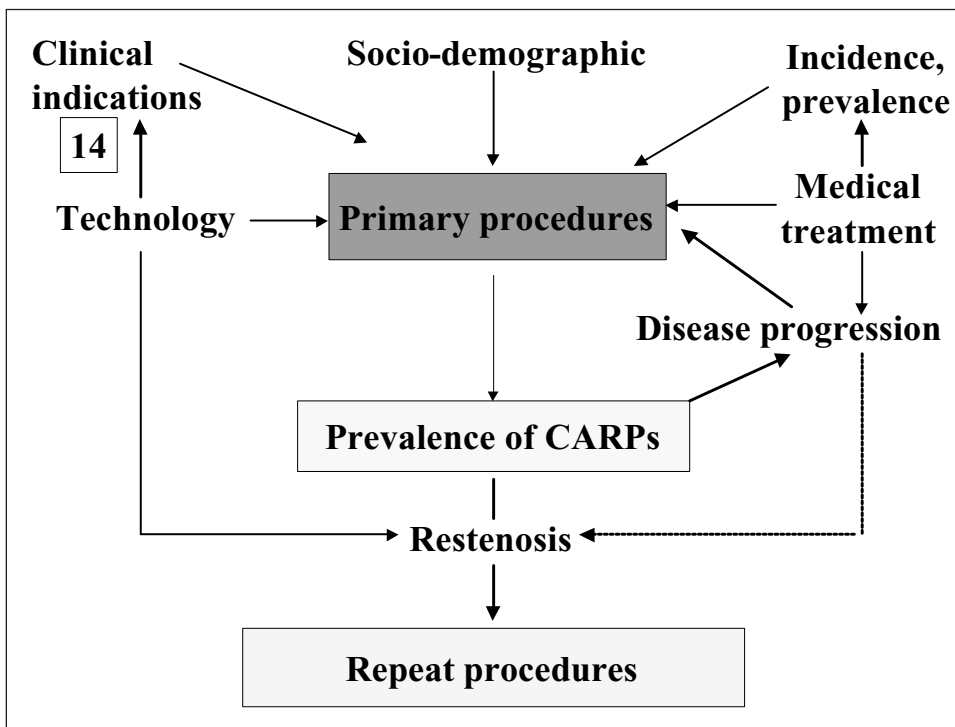 Clinical
indications
Socio-demographic
Incidence,
prevalence
14
Technology
Primary procedures
Medical
treatment
Disease progression
Prevalence of CARPs
Restenosis
Repeat procedures